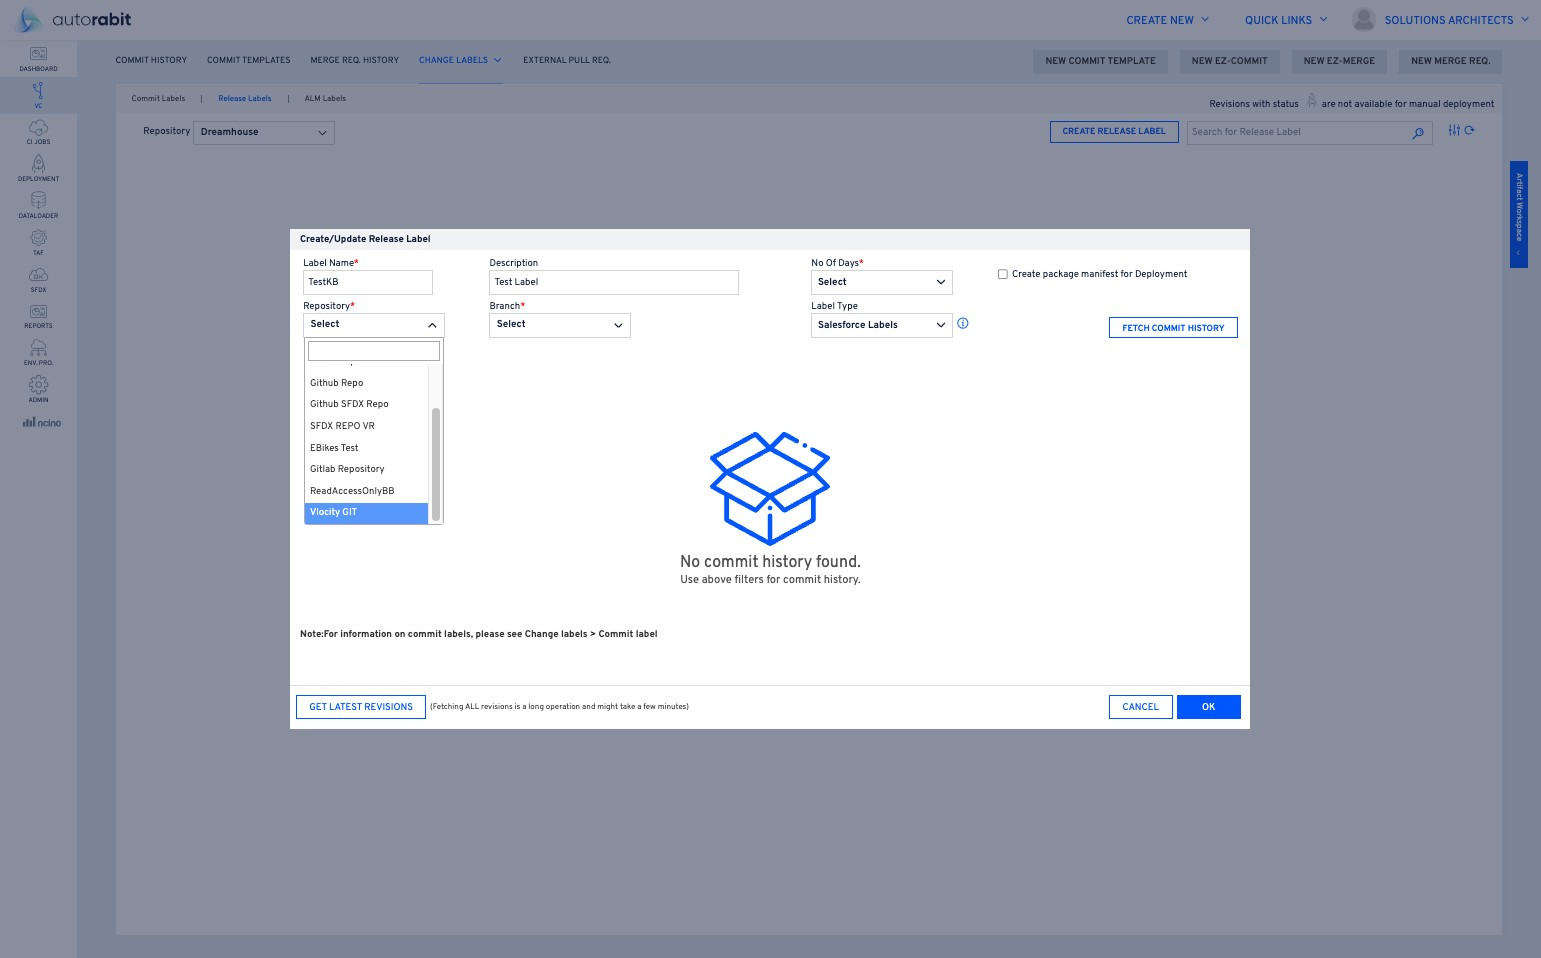 autorabit
CREATE NEW QUICK LINKS SOLUTIONS ARCHITECTS
DASHBOARD
VC
CI JOBS
DEPLOYMENT
DATALOADER
TAF
SFDX
REPORTS
ENV. PRO.
ADMIN
ncino
COMMIT HISTORY COMMIT TEMPLATES MERGE REQ. HISTORY CHANGE LABELS EXTERNAL PULL REQ.
NEW COMMIT TEMPLATE NEW EZ-COMMIT NEW EZ-MERGE NEW MERGE REQ.
Commit Labels | Release Labels | ALM Labels
Revisions with status are not available for manual deployment
Repository Dreamhouse
CREATE RELEASE LABEL Search for Release Label
Artifact Workspace
Create/Update Release Label
Label Name* Description No Of Days*
TestKB Test Label Select Create package manifest for Deployment
Repository* Branch* Label Type
Select Select Salesforce Labels FETCH COMMIT HISTORY
Github Repo
Github SFDX Repo
SFDX REPO VR
EBikes Test
Gitlab Repository
ReadAccessOnlyBB
Vlocity GIT
No commit history found.
Use above filters for commit history.
Note:For information on commit labels, please see Change labels > Commit label
GET LATEST REVISIONS (Fetching ALL revisions is a long operation and might take a few minutes) CANCEL OK